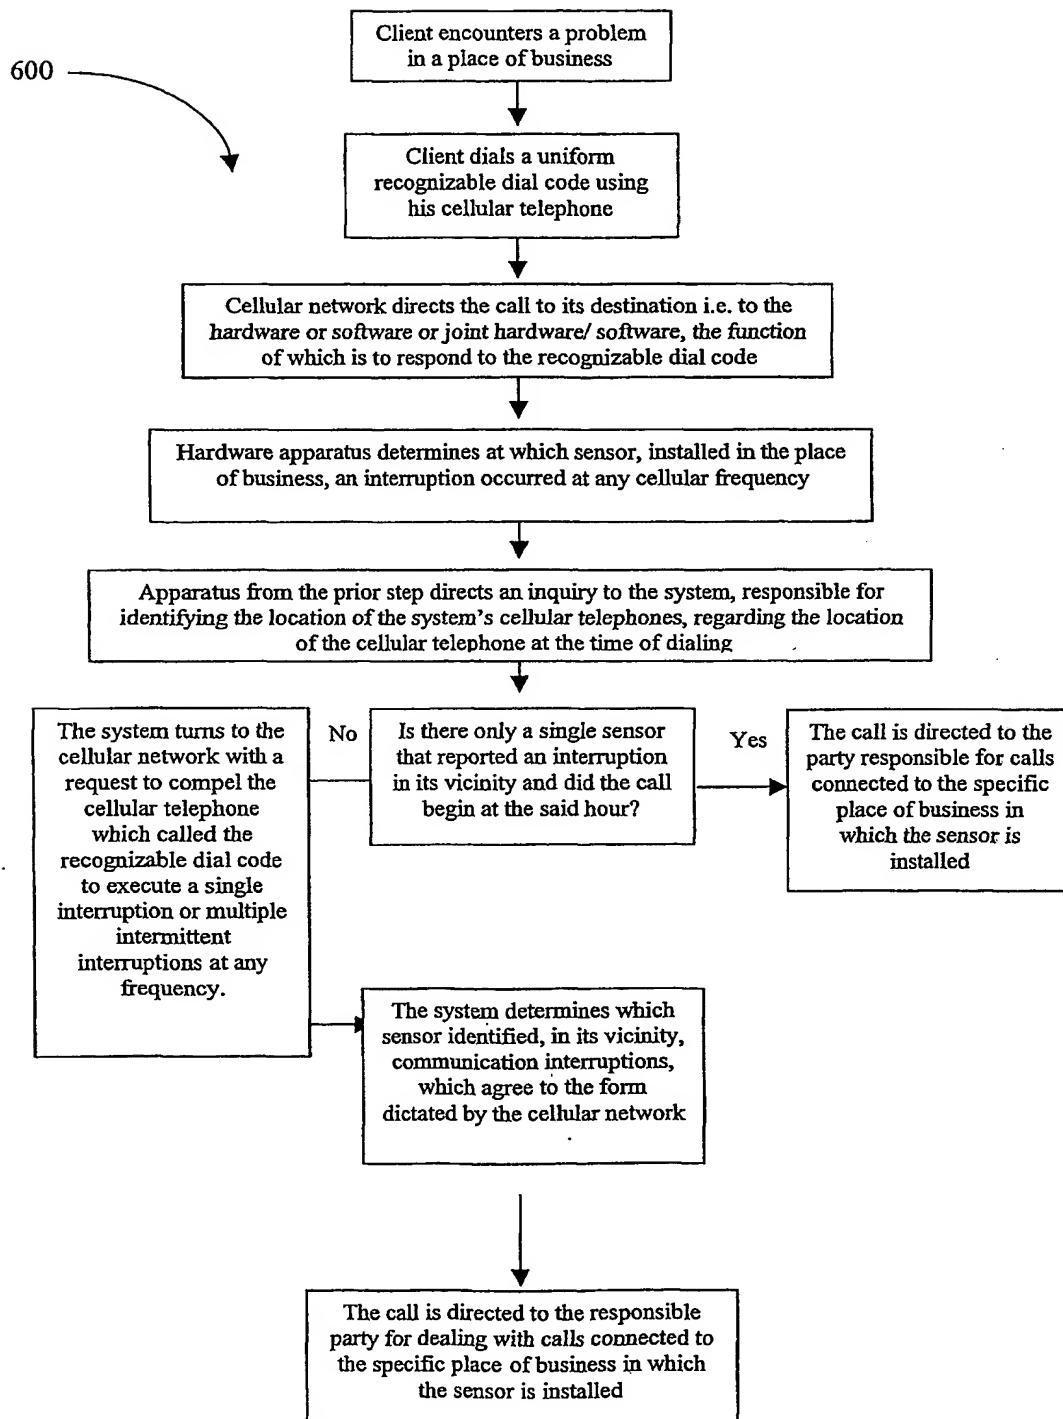 Client encounters a problem
in a place of business
600
Client dials a uniform
recognizable dial code using
his cellular telephone
Cellular network directs the call to its destination i.e. to the
hardware or software or joint hardware/ software, the function
of which is to respond to the recognizable dial code
Hardware apparatus determines at which sensor, installed in the place
of business, an interruption occurred at any cellular frequency
Apparatus from the prior step directs an inquiry to the system, responsible for
identifying the location of the system's cellular telephones, regarding the location
of the cellular telephone at the time of dialing
The system turns to the
cellular network with a
request to compel the
cellular telephone
which called the
recognizable dial code
to execute a single
interruption or multiple
intermittent
interruptions at any
frequency.
No
Is there only a single sensor
that reported an interruption
in its vicinity and did the call
begin at the said hour?
Yes
The call is directed to the
party responsible for calls
connected to the specific
place of business in
which the sensor is
installed
The system determines which
sensor identified, in its vicinity,
communication interruptions,
which agree to the form
dictated by the cellular network
The call is directed to the responsible
party for dealing with calls connected to
the specific place of business in which
the sensor is installed